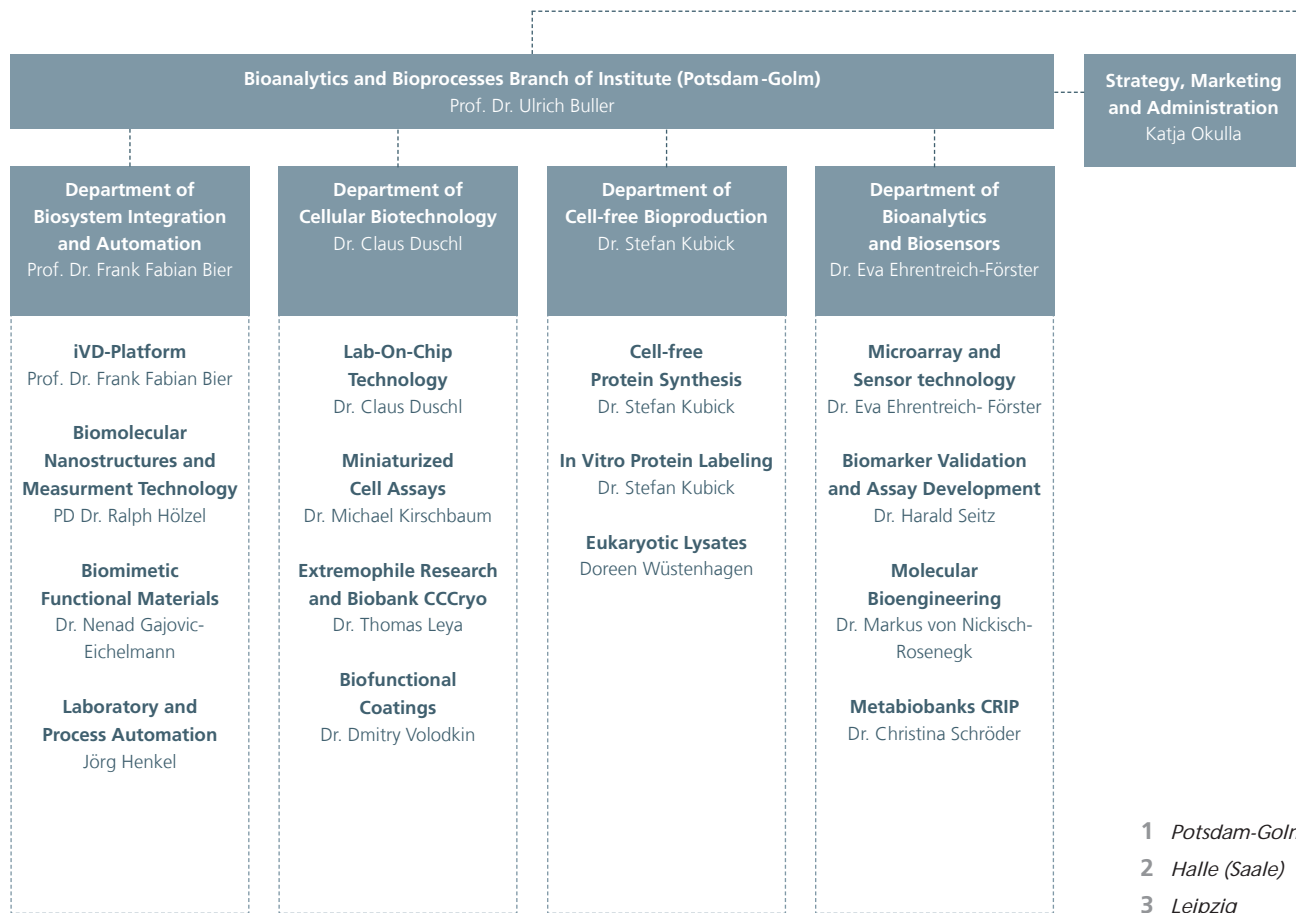 Bioanalytics and Bioprocesses Branch of Institute (Potsdam-Golm)
Prof. Dr. Ulrich Buller
Strategy, Marketing
and Administration
Katja Okulla
Department of
Biosystem Integration
and Automation
Prof. Dr. Frank Fabian Bier
iVD-Platform
Prof. Dr. Frank Fabian Bier
Biomolecular
Nanostructures and
Measurment Technology
PD Dr. Ralph Hölzel
Biomimetic
Functional Materials
Dr. Nenad Gajovic-
Eichelmann
Laboratory and
Process Automation
Jörg Henkel
Department of
Cellular Biotechnology
Dr. Claus Duschl
Lab-On-Chip
Technology
Dr. Claus Duschl
Miniaturized
Cell Assays
Dr. Michael Kirschbaum
Extremophile Research
and Biobank CCCryo
Dr. Thomas Leya
Biofunctional
Coatings
Dr. Dmitry Volodkin
Department of
Cell-free Bioproduction
Dr. Stefan Kubick
Cell-free
Protein Synthesis
Dr. Stefan Kubick
In Vitro Protein Labeling
Dr. Stefan Kubick
Eukaryotic Lysates
Doreen Wüstenhagen
Department of
Bioanalytics
and Biosensors
Dr. Eva Ehrentreich-Förster
Microarray and
Sensor technology
Dr. Eva Ehrentreich- Förster
Biomarker Validation
and Assay Development
Dr. Harald Seitz
Molecular
Bioengineering
Dr. Markus von Nickisch-
Rosenegk
Metabiobanks CRIP
Dr. Christina Schröder
1 
2 Halle (Saale)
3 Leipzig